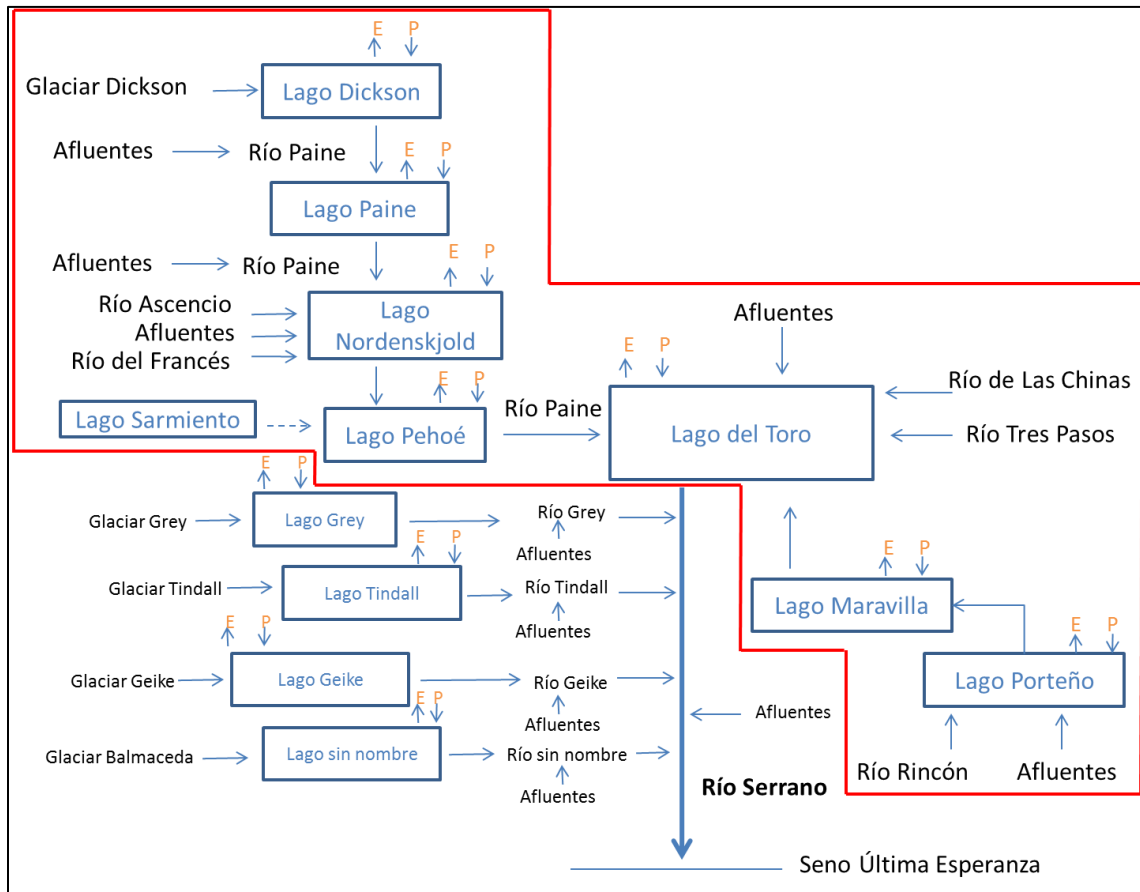 E P
Glaciar Dickson
Lago Dickson
Afluentes
Río Paine
E P
Lago Paine
Afluentes
Río Paine
E P
Río Ascencio
Afluentes
Río del Francés
Lago
Nordenskjold
Lago Sarmiento
E P
Lago Pehoé
Río Paine
E P
Lago del Toro
Afluentes
Río de Las Chinas
Río Tres Pasos
E P
Glaciar Grey
Lago Grey
Río Grey
Afluentes
E P
Glaciar Tindall
Lago Tindall
Río Tindall
Afluentes
E P
Lago Maravilla
E P
Glaciar Geike
Lago Geike
Río Geike
Afluentes
E P
Lago Porteño
E P
Glaciar Balmaceda
Lago sin nombre
Río sin nombre
Afluentes
Afluentes
Río Rincón
Afluentes
Río Serrano
Seno Última Esperanza